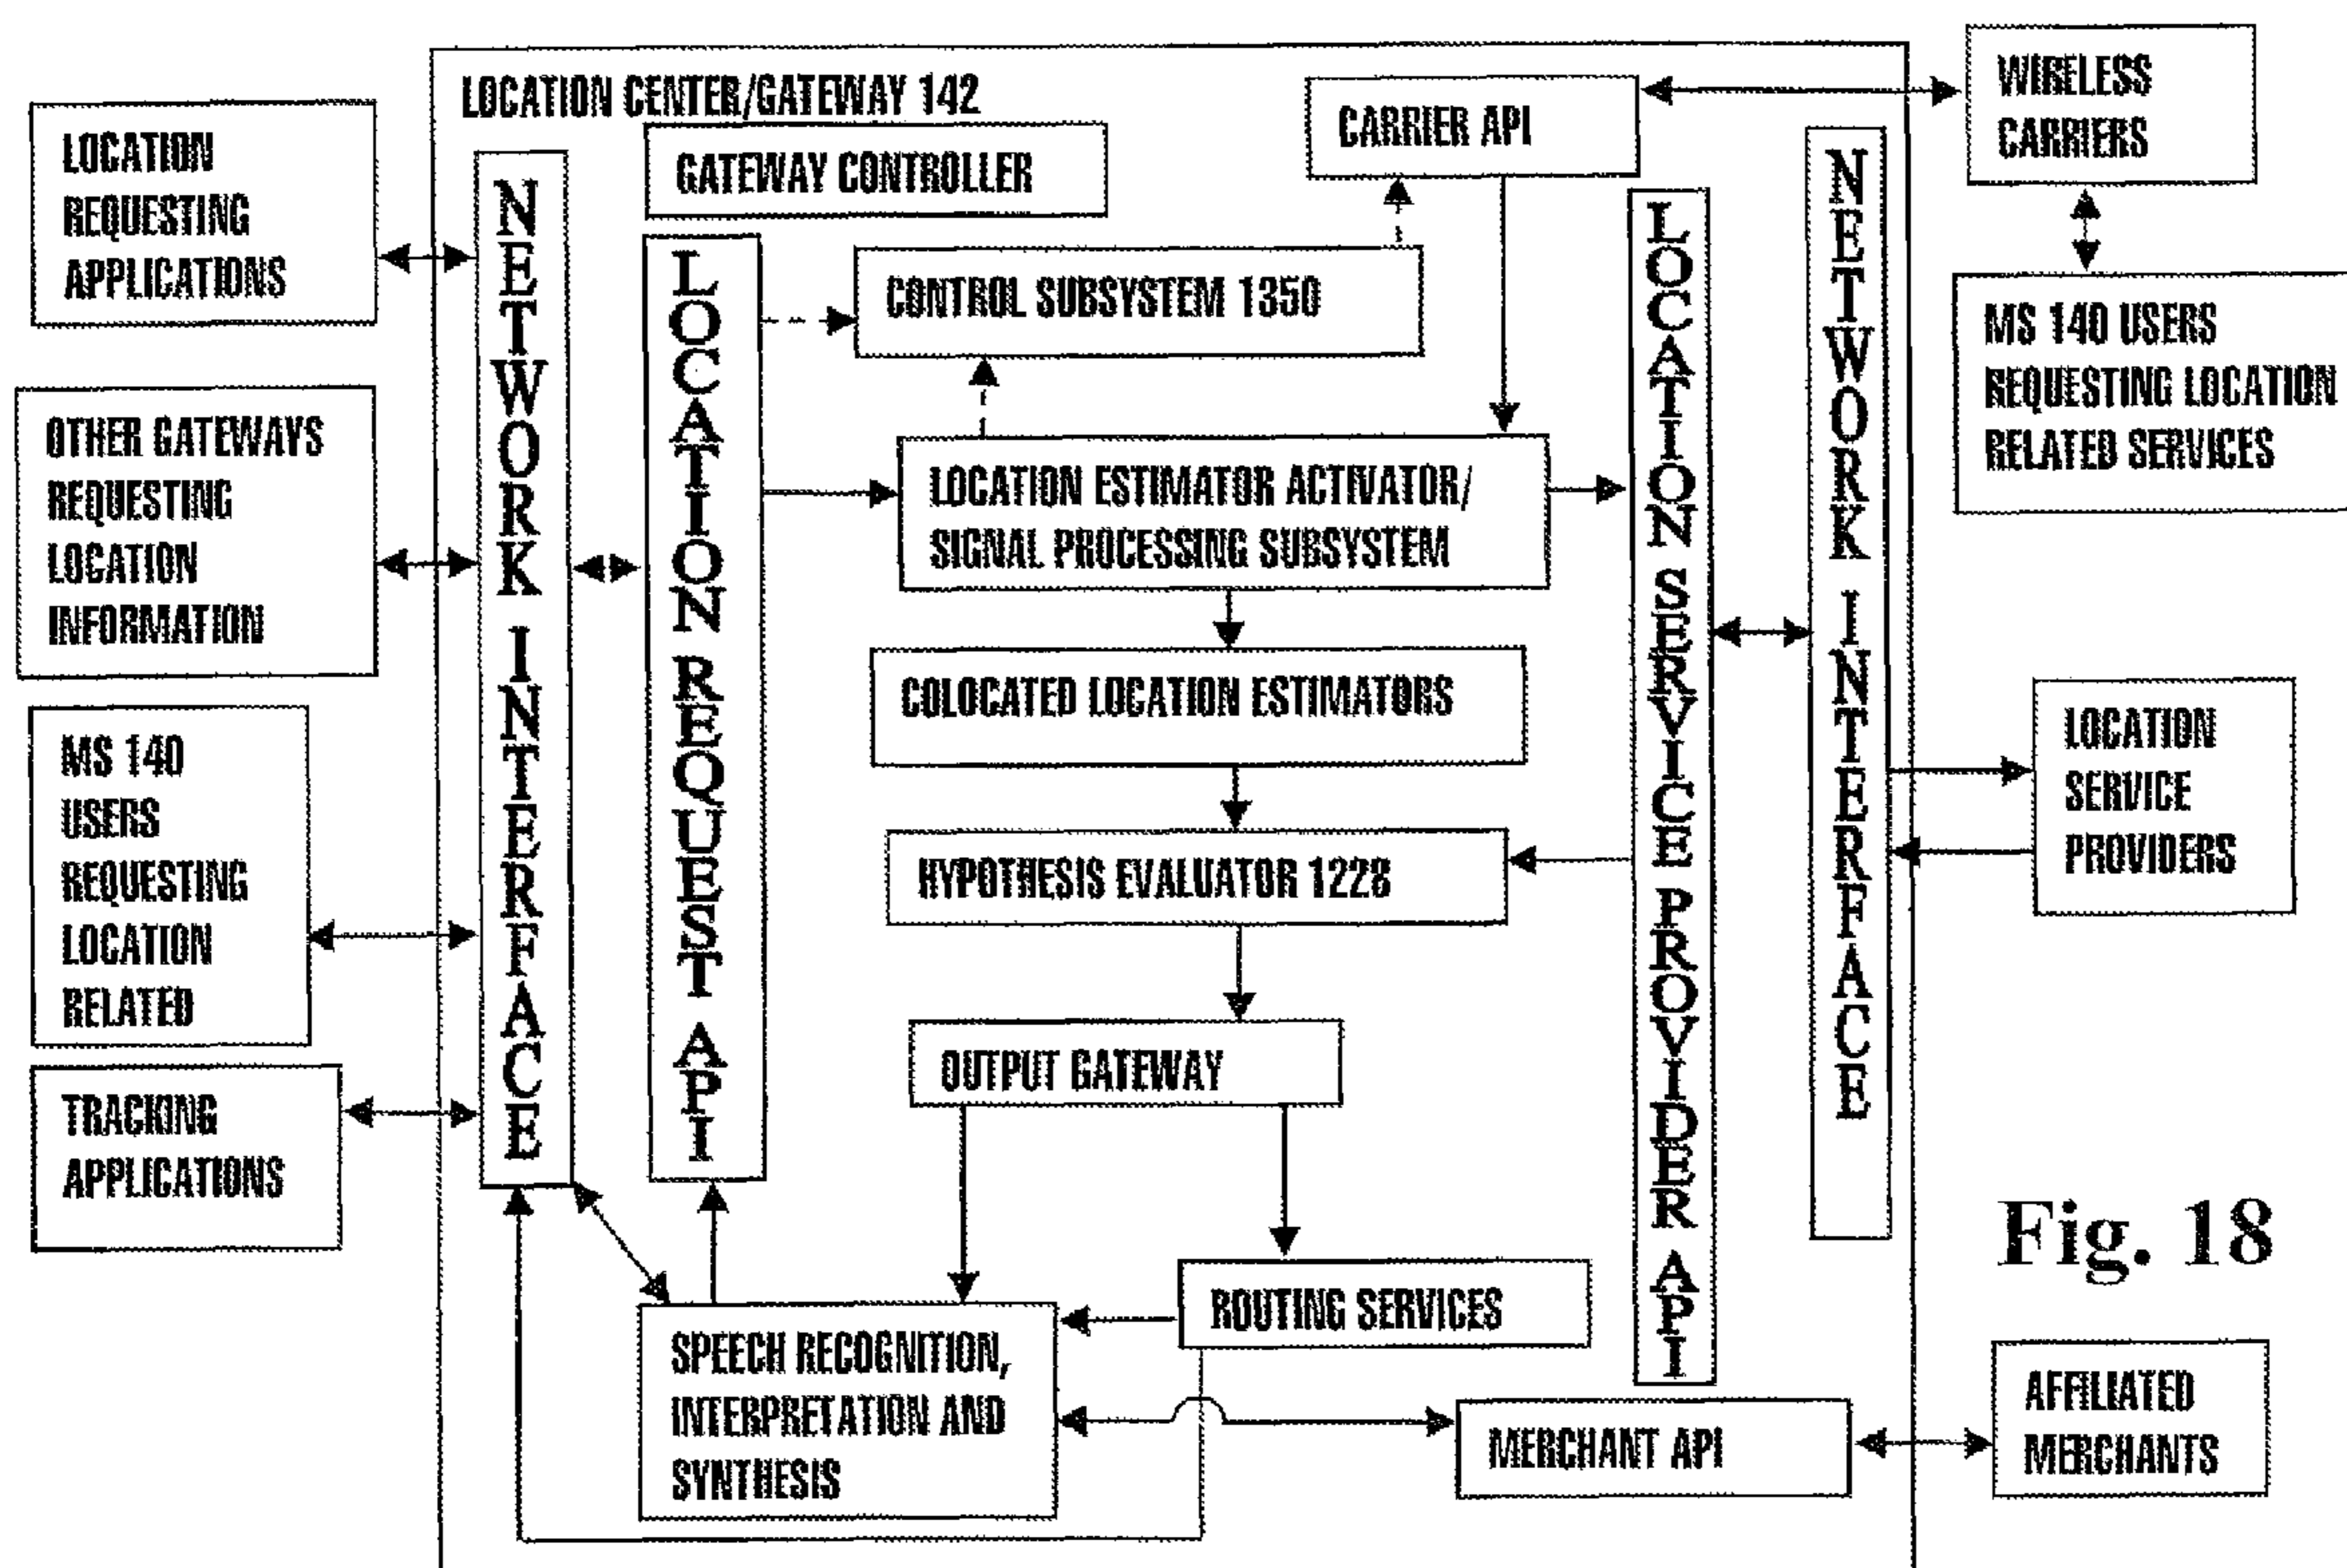 LOCATION CENTER/GATEWAY 142
GATEWAY CONTROLLER
CARRIER API
WIRELESS
CARRIERS
LOCATION
REQUESTING
APPLICATIONS
NETWORK INTERFACE
LOCATION REQUEST API
CONTROL SUBSYSTEM 1350
LOCATION SERVICE PROVIDER API
NETWORK INTERFACE
MS 140 USERS
REQUESTING LOCATION
RELATED SERVICES
OTHER GATEWAYS
REQUESTING
LOCATION
INFORMATION
LOCATION ESTIMATOR ACTIVATOR/
SIGNAL PROCESSING SUBSYSTEM
COLOCATED LOCATION ESTIMATORS
MS 140
USERS
REQUESTING
LOCATION
RELATED
LOCATION
SERVICE
PROVIDERS
HYPOTHESIS EVALUATOR 1228
OUTPUT GATEWAY
TRACKING
APPLICATIONS
Fig. 18
ROUTING SERVICES
SPEECH RECOGNITION,
INTERPRETATION AND
SYNTHESIS
MERCHANT API
AFFILIATED
MERCHANTS